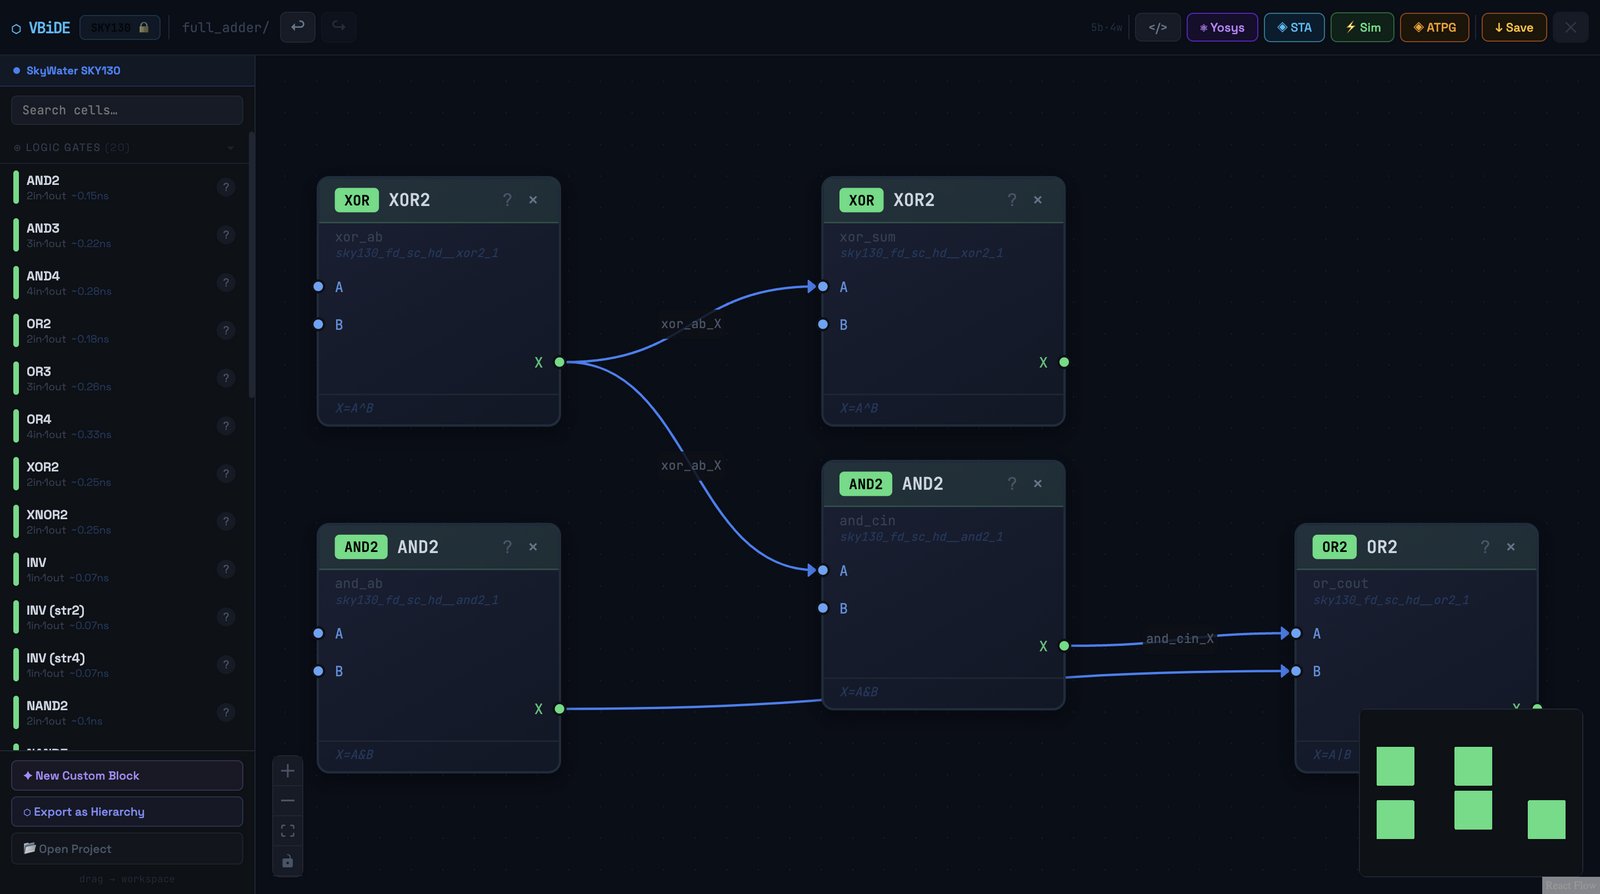 VBiDE
SKY130
full_adder/
5b·4w
</>
Yosys
STA
Sim
ATPG
↓ Save
SkyWater SKY130
Search cells…
LOGIC GATES (20)
AND2
2in·1out ~0.15ns
?
AND3
3in·1out ~0.22ns
?
AND4
4in·1out ~0.28ns
?
OR2
2in·1out ~0.18ns
?
OR3
3in·1out ~0.26ns
?
OR4
4in·1out ~0.33ns
?
XOR2
2in·1out ~0.25ns
?
XNOR2
2in·1out ~0.25ns
?
INV
1in·1out ~0.07ns
?
INV (str2)
1in·1out ~0.07ns
?
INV (str4)
1in·1out ~0.07ns
?
NAND2
2in·1out ~0.1ns
?
New Custom Block
Export as Hierarchy
Open Project
drag → workspace
XOR XOR2 ? ×
xor_ab
sky130_fd_sc_hd__xor2_1
A
B
X
X=A^B
XOR XOR2 ? ×
xor_sum
sky130_fd_sc_hd__xor2_1
A
B
X
X=A^B
xor_ab_X
xor_ab_X
AND2 AND2 ? ×
and_ab
sky130_fd_sc_hd__and2_1
A
B
X
X=A&B
AND2 AND2 ? ×
and_cin
sky130_fd_sc_hd__and2_1
A
B
X
X=A&B
and_cin_X
OR2 OR2 ? ×
or_cout
sky130_fd_sc_hd__or2_1
A
B
X
X=A|B
React Flow